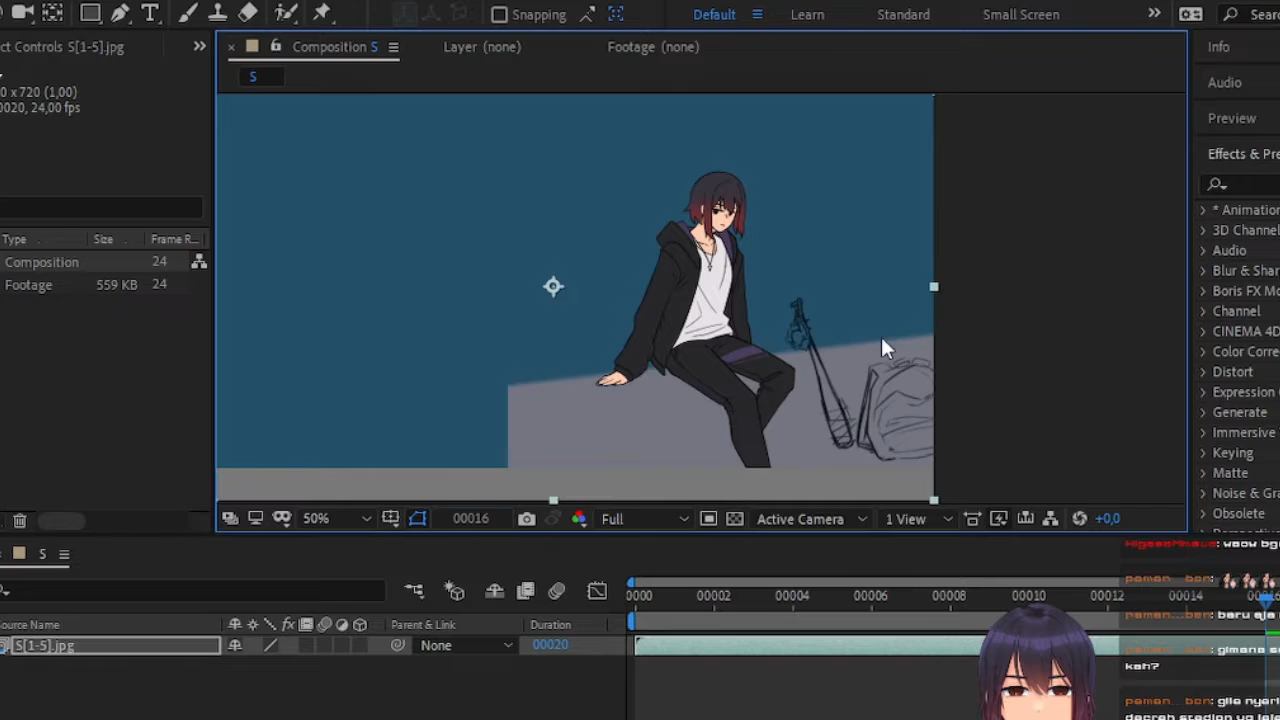 Snapping
Default
Learn
Standard
Small Screen
ct Controls S[1-5].jpg
Composition S
Layer (none)
Footage (none)
Info
S
0 x 720 (1,00)
0020, 24,00 fps
Audio
Preview
Effects & Pre
* Animation
3D Channel
Audio
Blur & Shar
Boris FX Mo
Channel
CINEMA 4D
Color Correc
Distort
Expression C
Generate
Immersive
Keying
Matte
Noise & Gra
Obsolete
Type
Size
Frame R...
Composition
24
Footage
559 KB
24
50%
00016
Full
Active Camera
1 View
+0,0
S
Source Name
Parent & Link
Duration
S[1-5].jpg
None
00020
0000
00002
00004
00006
00008
00010
00012
00014
baru aja
kah?